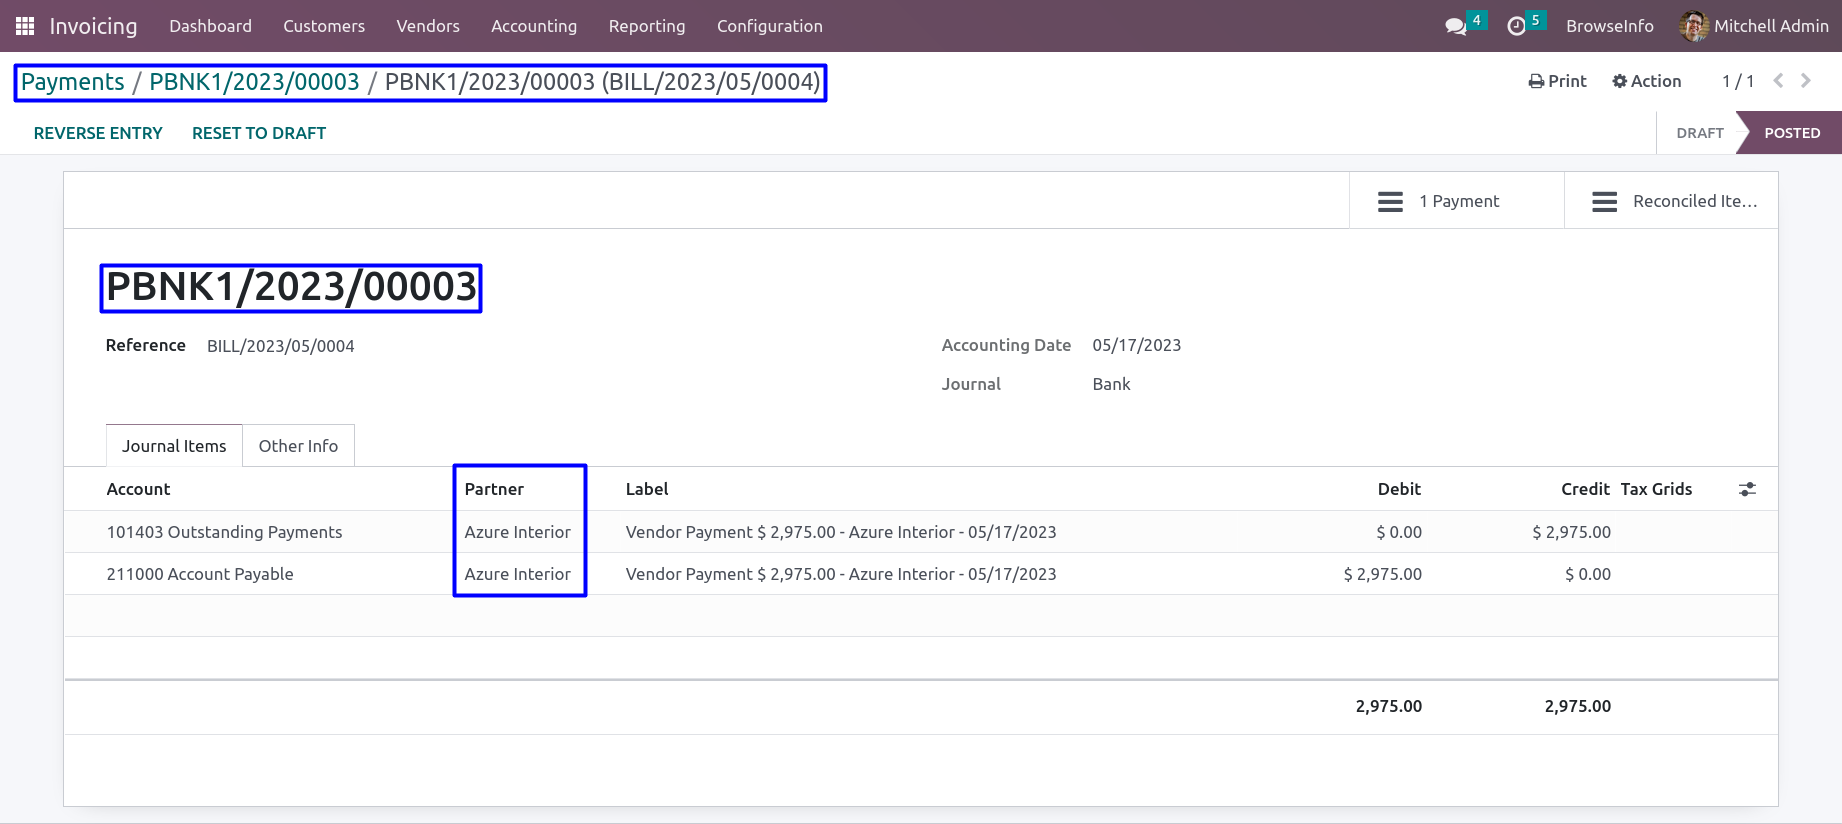 Invoicing Dashboard Customers Vendors Accounting Reporting Configuration 4 5 BrowseInfo Mitchell Admin
Payments / PBNK1/2023/00003 / PBNK1/2023/00003 (BILL/2023/05/0004) Print Action 1 / 1
REVERSE ENTRY RESET TO DRAFT DRAFT POSTED
1 Payment Reconciled Ite...
PBNK1/2023/00003
Reference BILL/2023/05/0004 Accounting Date 05/17/2023
Journal Bank
Journal Items Other Info
Account Partner Label Debit Credit Tax Grids
101403 Outstanding Payments Azure Interior Vendor Payment $ 2,975.00 - Azure Interior - 05/17/2023 $ 0.00 $ 2,975.00
211000 Account Payable Azure Interior Vendor Payment $ 2,975.00 - Azure Interior - 05/17/2023 $ 2,975.00 $ 0.00
2,975.00 2,975.00